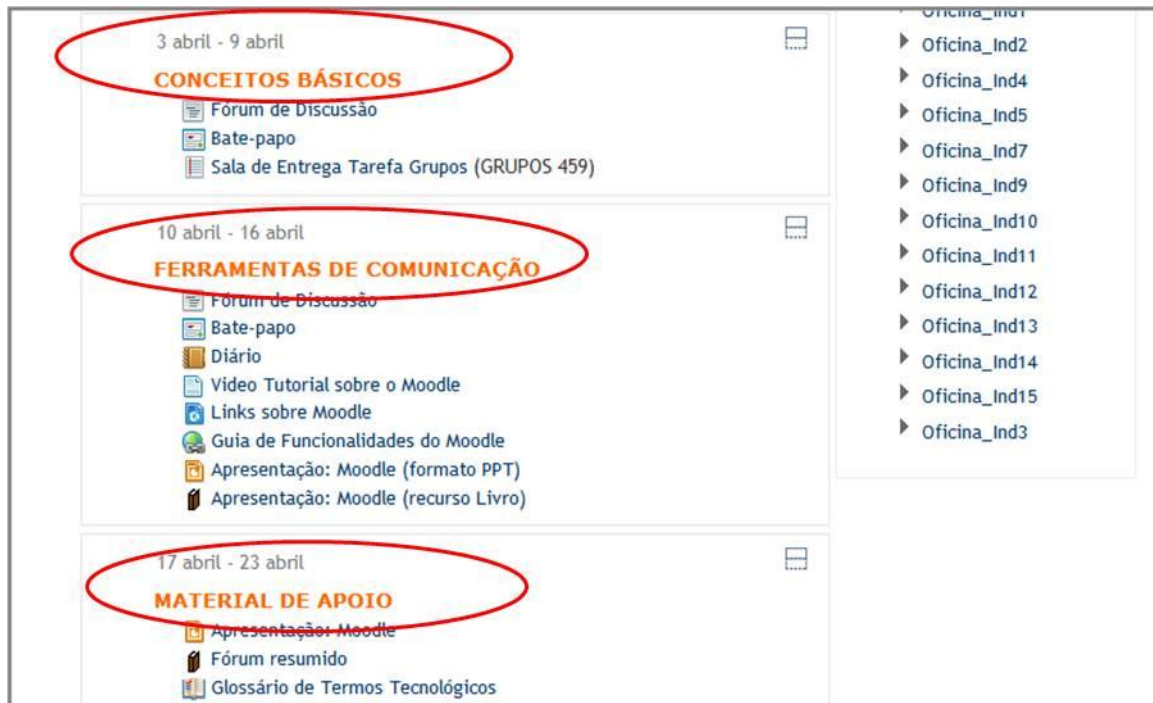 3 abril - 9 abril
CONCEITOS BÁSICOS
Fórum de Discussão
Bate-papo
Sala de Entrega Tarefa Grupos (GRUPOS 459)
10 abril - 16 abril
FERRAMENTAS DE COMUNICAÇÃO
Fórum de Discussão
Bate-papo
Diário
Video Tutorial sobre o Moodle
Links sobre Moodle
Guia de Funcionalidades do Moodle
Apresentação: Moodle (formato PPT)
Apresentação: Moodle (recurso Livro)
17 abril - 23 abril
MATERIAL DE APOIO
Apresentação: Moodle
Fórum resumido
Glossário de Termos Tecnológicos
Oficina_Ind1
Oficina_Ind2
Oficina_Ind4
Oficina_Ind5
Oficina_Ind7
Oficina_Ind9
Oficina_Ind10
Oficina_Ind11
Oficina_Ind12
Oficina_Ind13
Oficina_Ind14
Oficina_Ind15
Oficina_Ind3